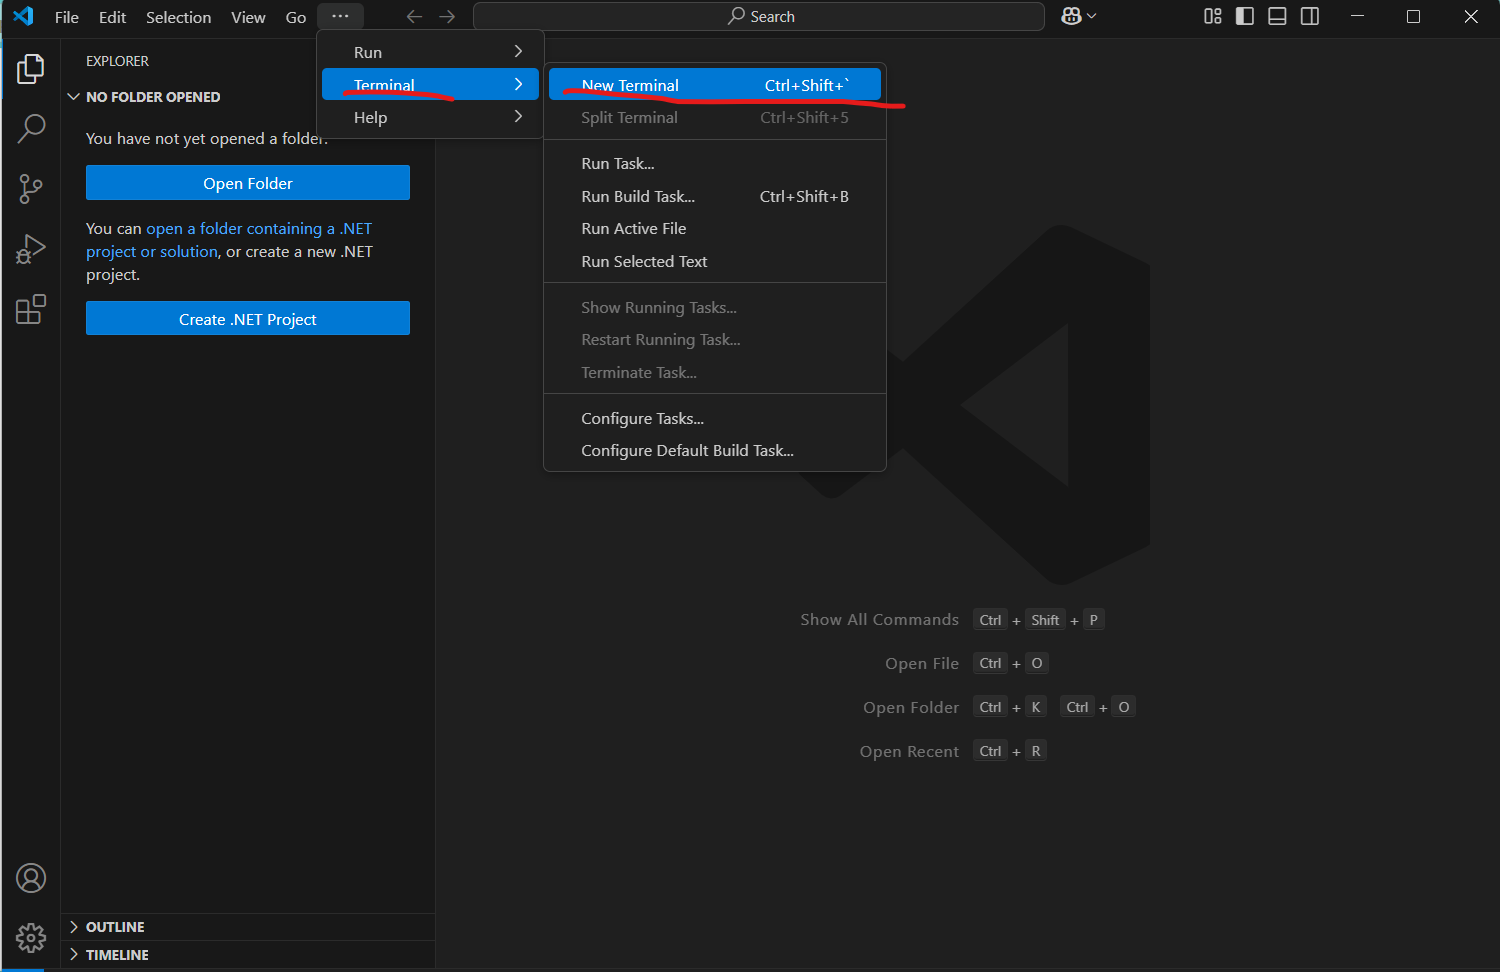 File Edit Selection View Go ··· Search
EXPLORER
NO FOLDER OPENED
You have not yet opened a folder.
Open Folder
You can open a folder containing a .NET
project or solution, or create a new .NET
project.
Create .NET Project
OUTLINE
TIMELINE
Run
Terminal
Help
New Terminal Ctrl+Shift+`
Split Terminal Ctrl+Shift+5
Run Task...
Run Build Task... Ctrl+Shift+B
Run Active File
Run Selected Text
Show Running Tasks...
Restart Running Task...
Terminate Task...
Configure Tasks...
Configure Default Build Task...
Show All Commands Ctrl + Shift + P
Open File Ctrl + O
Open Folder Ctrl + K Ctrl + O
Open Recent Ctrl + R